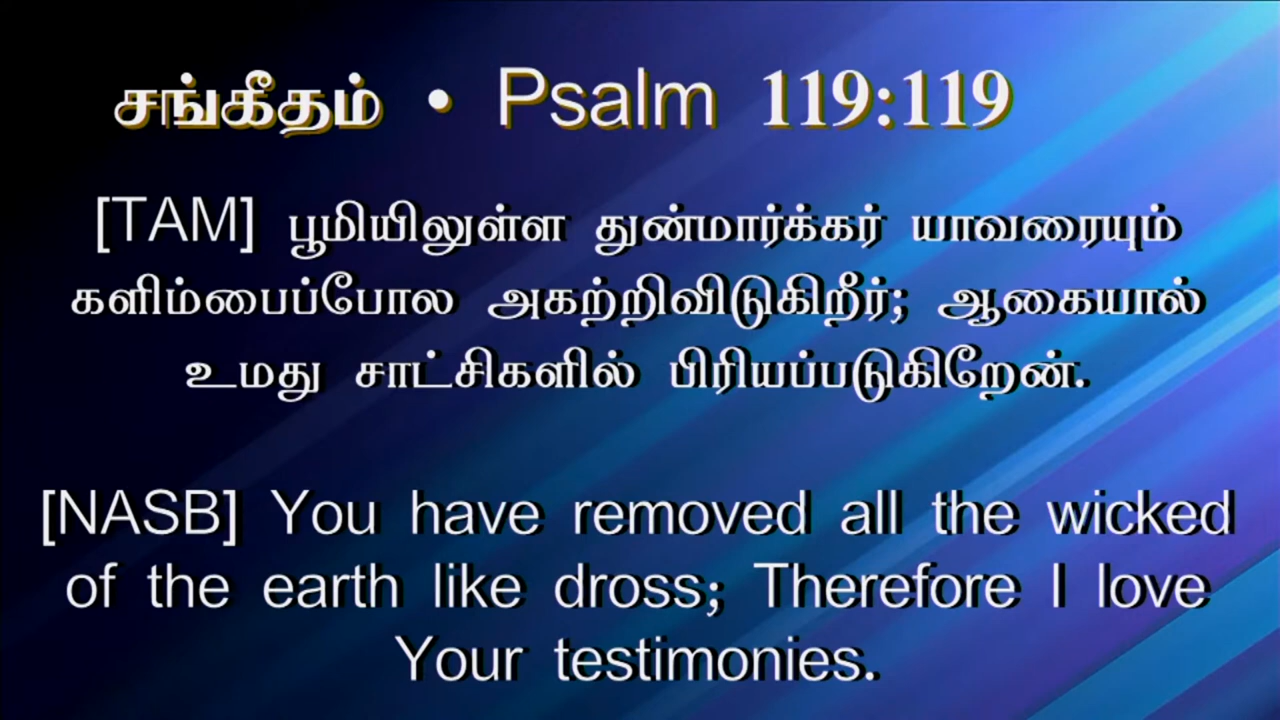 சங்கீதம் • Psalm 119:119
[TAM] பூமியிலுள்ள துன்மார்க்கர் யாவரையும்
களிம்பைப்போல அகற்றிவிடுகிறீர்; ஆகையால்
உமது சாட்சிகளில் பிரியப்படுகிறேன்.
[NASB] You have removed all the wicked
of the earth like dross; Therefore I love
Your testimonies.